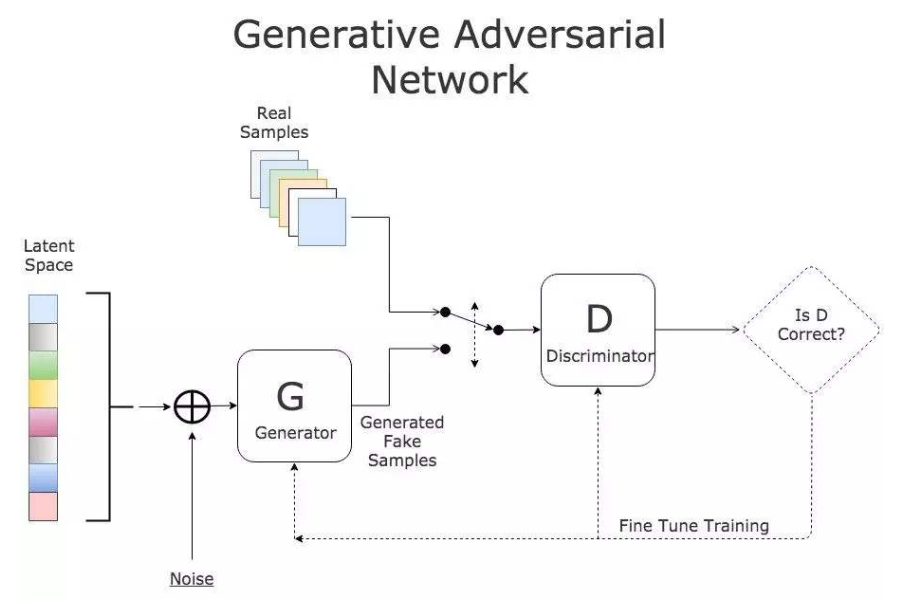 Generative Adversarial
Network
Real
Samples
Latent
Space
D
Discriminator
Is D
Correct?
G
Generator
Generated
Fake
Samples
Fine Tune Training
Noise